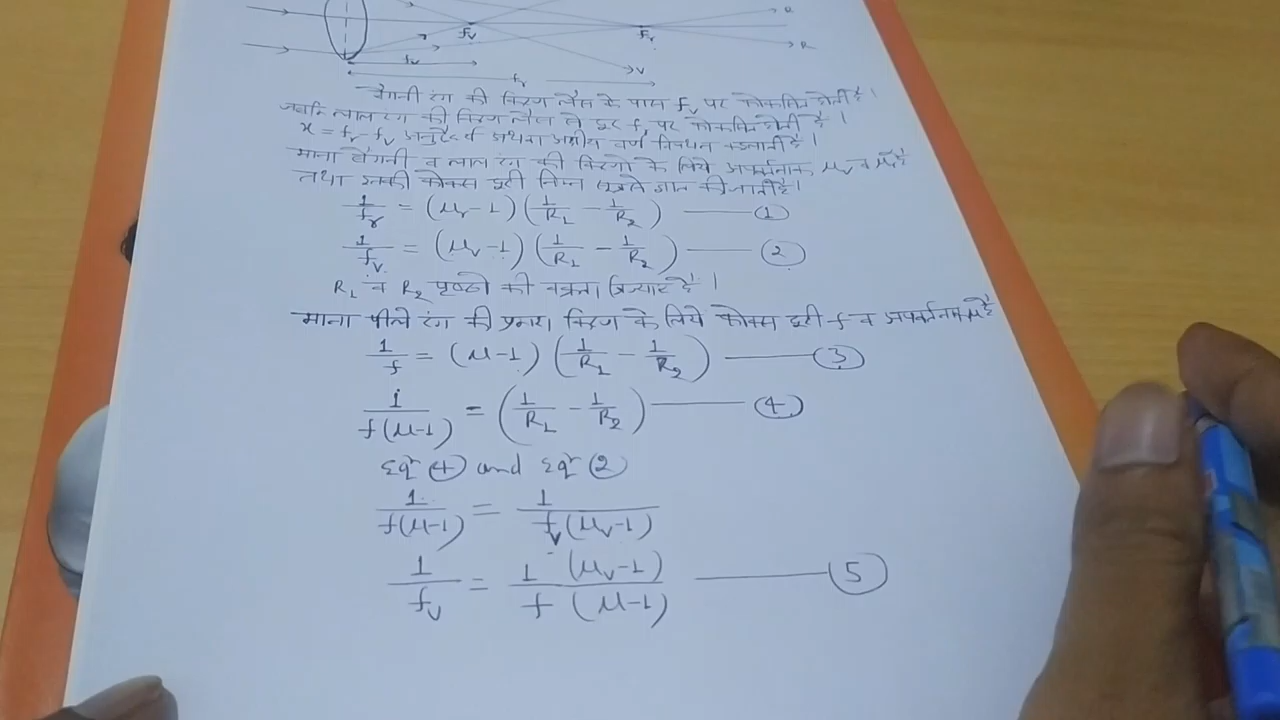 R
fᵥ fᵣ
R
fᵥ V
fᵣ
बैंगनी रंग की किरण लैंस के पास fᵥ पर फोकसित होती है।
जबकि लाल रंग की किरण लैंस से दूर fᵣ पर फोकसित होती है।
x = fᵣ - fᵥ अनुदैर्ध्य अथवा अक्षीय वर्ण विपथन कहलाती है।
माना बैंगनी व लाल रंग की किरणों के लिये अपवर्तनांक μᵥ व μᵣ है
तथा इनकी फोकस दूरी निम्न सूत्र से ज्ञात की जाती है।
1/fᵣ = (μᵣ-1) (1/R₁ - 1/R₂) —— (1)
1/fᵥ = (μᵥ-1) (1/R₁ - 1/R₂) —— (2)
R₁ व R₂ पृष्ठो की वक्रता त्रिज्याएं है।
माना पीले रंग की प्रकाश किरण के लिये फोकस दूरी f व अपवर्तनांक μ है
1/f = (μ-1) (1/R₁ - 1/R₂) —— (3)
1/f(μ-1) = (1/R₁ - 1/R₂) —— (4)
Eqⁿ (4) and Eqⁿ (2)
1/f(μ-1) = 1/fᵥ(μᵥ-1)
1/fᵥ = 1 (μᵥ-1)/f (μ-1) —— (5)